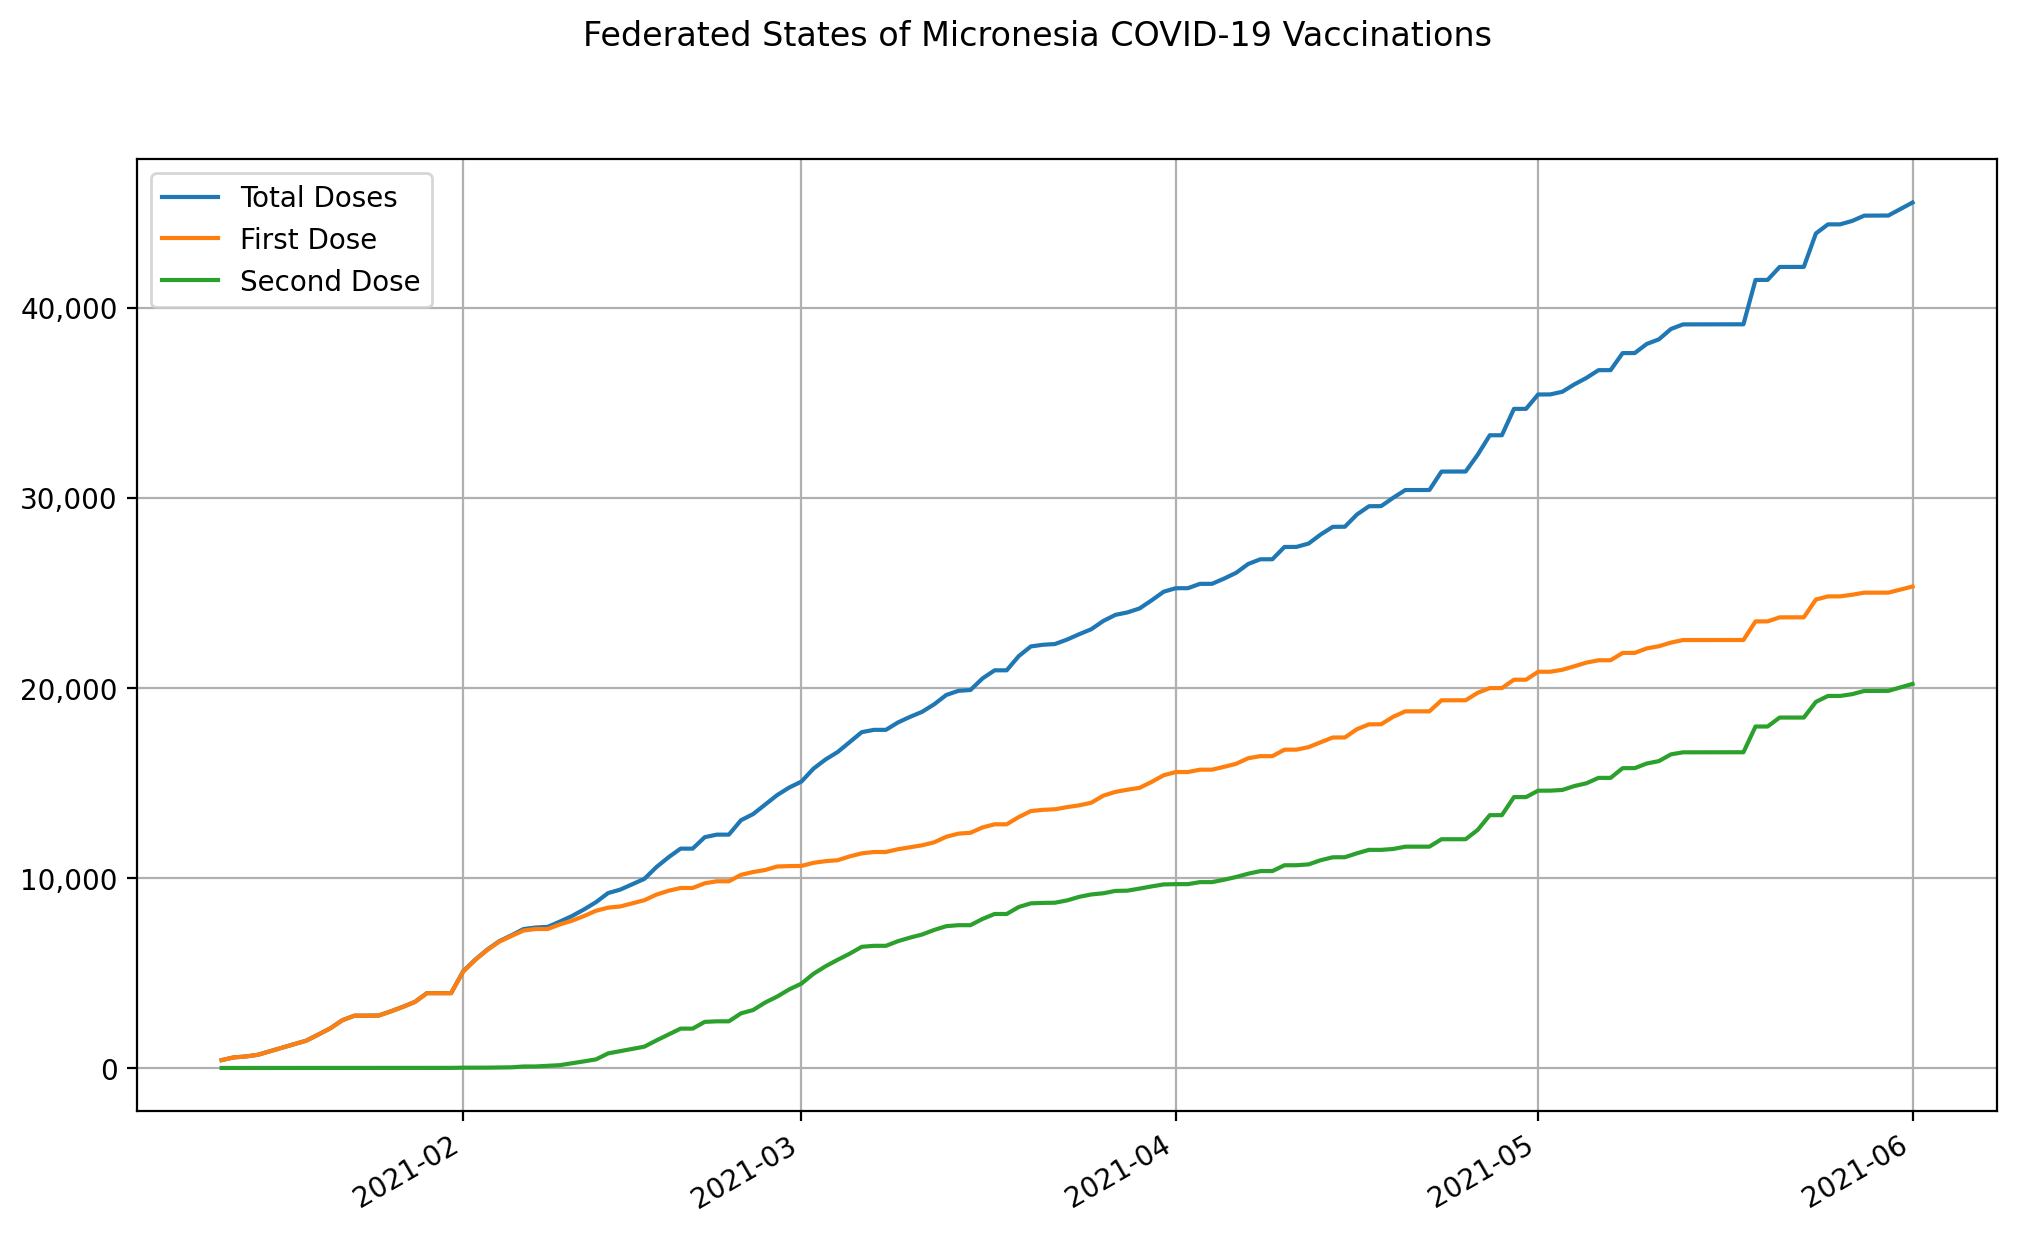 Federated States of Micronesia COVID-19 Vaccinations
Total Doses
First Dose
Second Dose
40,000
30,000
20,000
10,000
0
2021-02
2021-03
2021-04
2021-05
2021-06